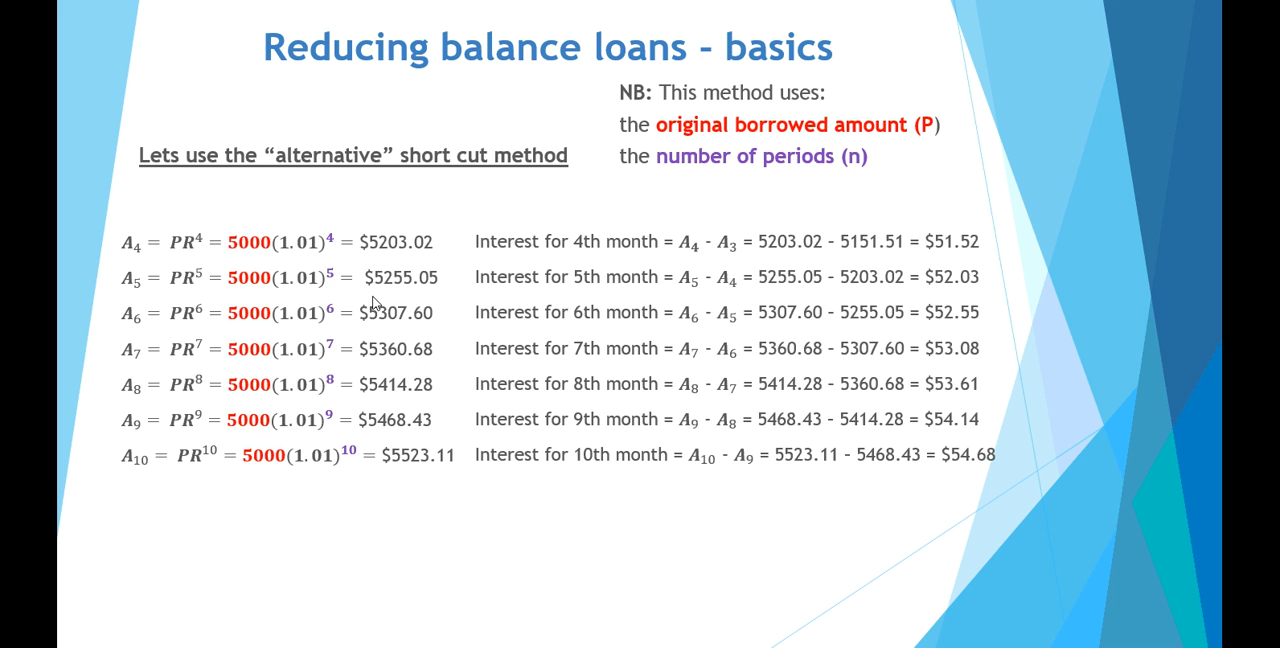 Reducing balance loans - basics
NB: This method uses:
the original borrowed amount (P)
the number of periods (n)
Lets use the “alternative” short cut method
A₄ = PR⁴ = 5000(1.01)⁴ = $5203.02 Interest for 4th month = A₄ - A₃ = 5203.02 – 5151.51 = $51.52
A₅ = PR⁵ = 5000(1.01)⁵ = $5255.05 Interest for 5th month = A₅ - A₄ = 5255.05 – 5203.02 = $52.03
A₆ = PR⁶ = 5000(1.01)⁶ = $5307.60 Interest for 6th month = A₆ - A₅ = 5307.60 – 5255.05 = $52.55
A₇ = PR⁷ = 5000(1.01)⁷ = $5360.68 Interest for 7th month = A₇ - A₆ = 5360.68 – 5307.60 = $53.08
A₈ = PR⁸ = 5000(1.01)⁸ = $5414.28 Interest for 8th month = A₈ - A₇ = 5414.28 – 5360.68 = $53.61
A₉ = PR⁹ = 5000(1.01)⁹ = $5468.43 Interest for 9th month = A₉ - A₈ = 5468.43 – 5414.28 = $54.14
A₁₀ = PR¹⁰ = 5000(1.01)¹⁰ = $5523.11 Interest for 10th month = A₁₀ - A₉ = 5523.11 – 5468.43 = $54.68